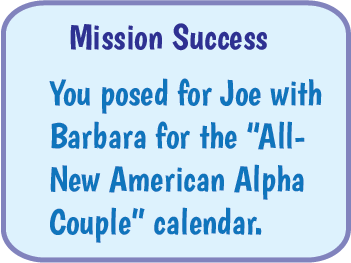 Mission Success
You posed for Joe with
Barbara for the “All-
New American Alpha
Couple” calendar.